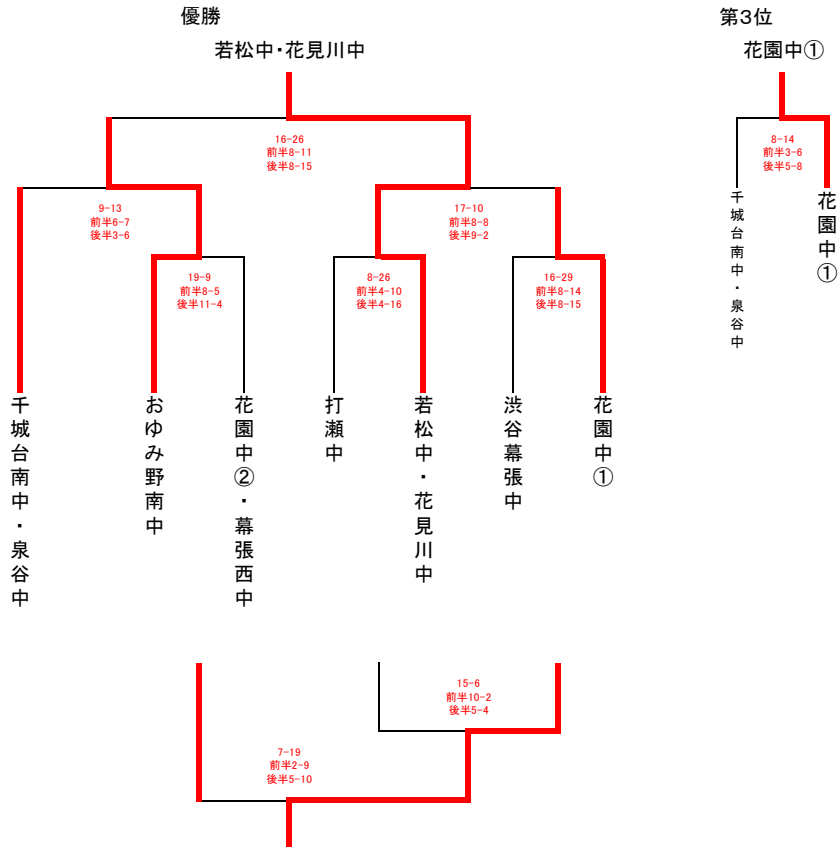 優勝
第3位
若松中・花見川中
花園中①
16-26
前半8-11
後半8-15
8-14
前半3-6
後半5-8
千城台南中・泉谷中
花園中①
9-13
前半6-7
後半3-6
17-10
前半8-8
後半9-2
19-9
前半8-5
後半11-4
8-26
前半4-10
後半4-16
16-29
前半8-14
後半8-15
千城台南中・泉谷中
おゆみ野南中
花園中②・幕張西中
打瀬中
若松中・花見川中
渋谷幕張中
花園中①
15-6
前半10-2
後半5-4
7-19
前半2-9
後半5-10